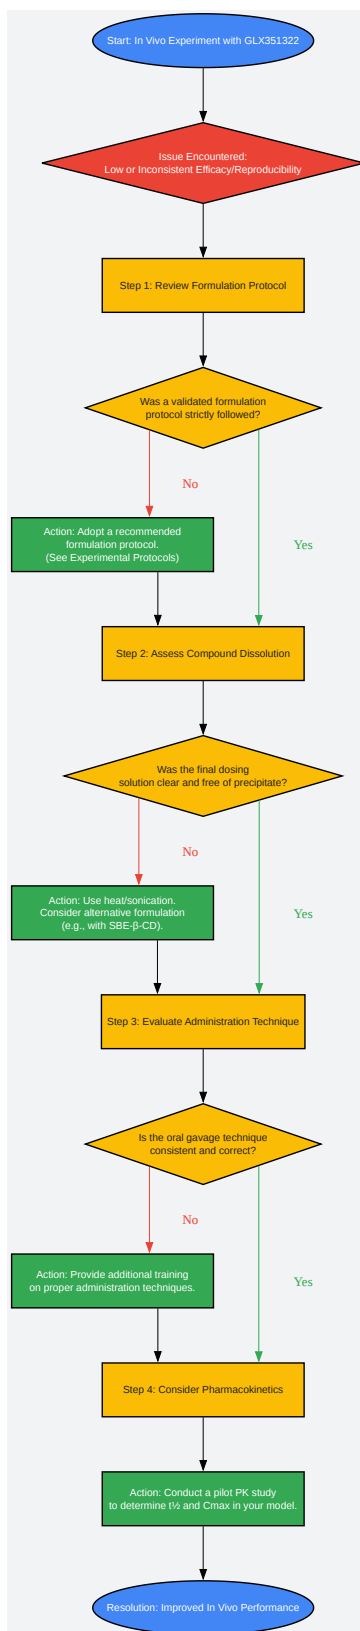 Start: In Vivo Experiment with GLX351322
Issue Encountered:
Low or Inconsistent Efficacy/Reproducibility
Step 1: Review Formulation Protocol
Was a validated formulation
protocol strictly followed?
No
Yes
Action: Adopt a recommended
formulation protocol.
(See Experimental Protocols)
Step 2: Assess Compound Dissolution
Was the final dosing
solution clear and free of precipitate?
No
Yes
Action: Use heat/sonication.
Consider alternative formulation
(e.g., with SBE-β-CD).
Step 3: Evaluate Administration Technique
Is the oral gavage technique
consistent and correct?
No
Yes
Action: Provide additional training
on proper administration techniques.
Step 4: Consider Pharmacokinetics
Action: Conduct a pilot PK study
to determine t½ and Cmax in your model.
Resolution: Improved In Vivo Performance